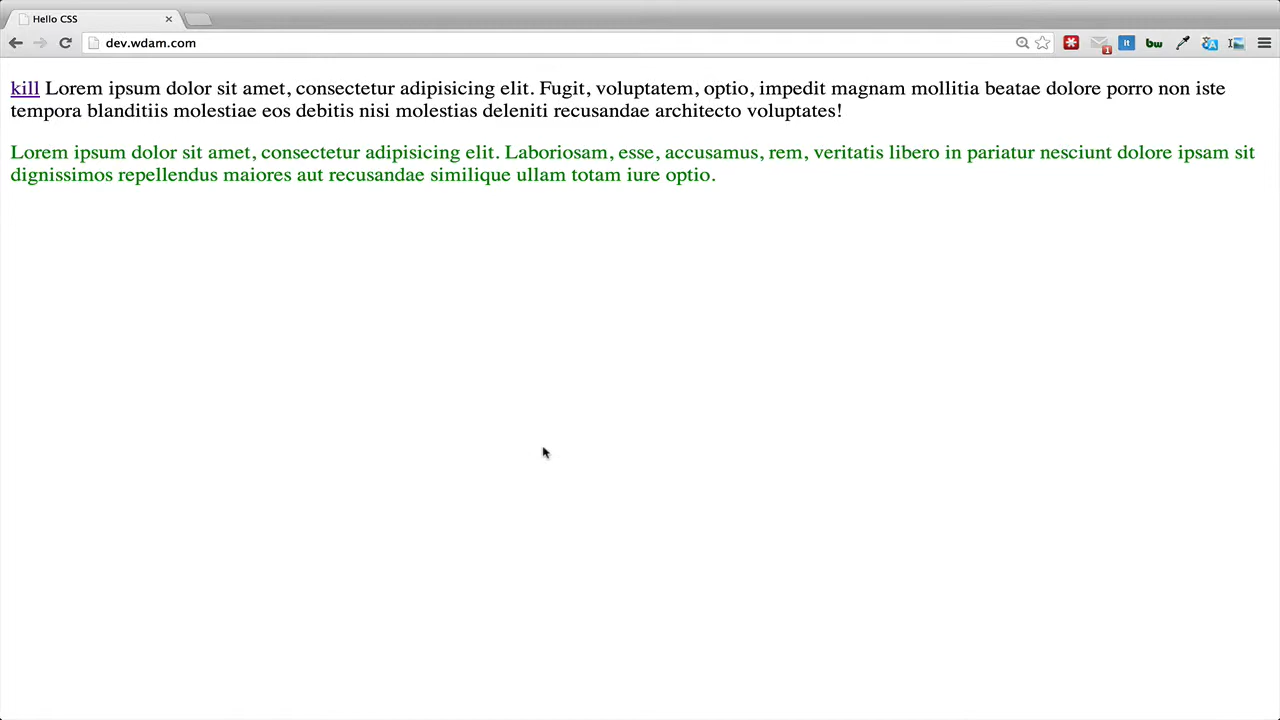 Hello CSS
dev.wdam.com
1
It
bw
kill Lorem ipsum dolor sit amet, consectetur adipisicing elit. Fugit, voluptatem, optio, impedit magnam mollitia beatae dolore porro non iste
tempora blanditiis molestiae eos debitis nisi molestias deleniti recusandae architecto voluptates!
Lorem ipsum dolor sit amet, consectetur adipisicing elit. Laboriosam, esse, accusamus, rem, veritatis libero in pariatur nesciunt dolore ipsam sit
dignissimos repellendus maiores aut recusandae similique ullam totam iure optio.